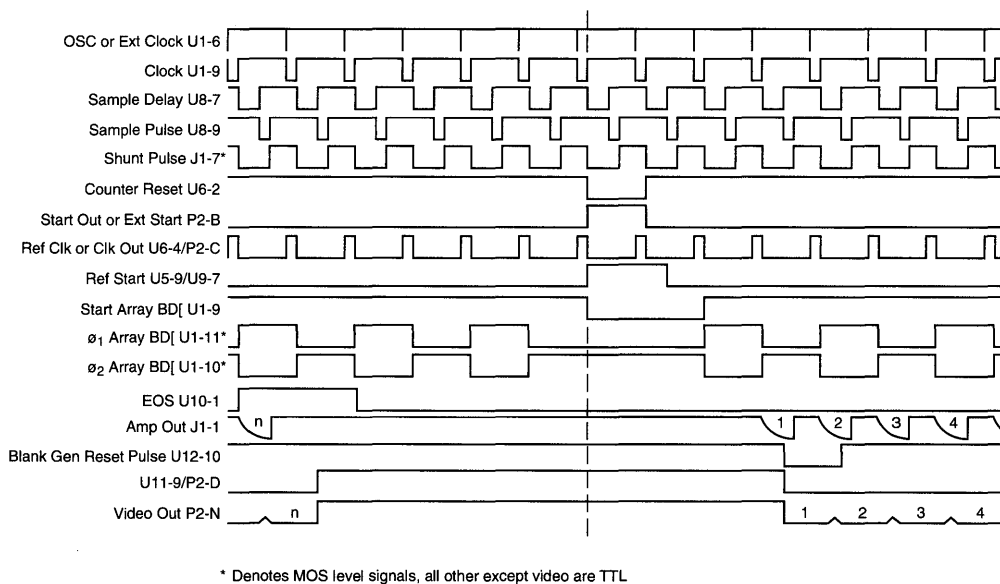 OSC or Ext Clock U1-6
Clock U1-9
Sample Delay U8-7
Sample Pulse U8-9
Shunt Pulse J1-7*
Counter Reset U6-2
Start Out or Ext Start P2-B
Ref Clk or Clk Out U6-4/P2-C
Ref Start U5-9/U9-7
Start Array BD[ U1-9
ø1 Array BD[ U1-11*
ø2 Array BD[ U1-10*
EOS U10-1
Amp Out J1-1 n 1 2 3 4
Blank Gen Reset Pulse U12-10
U11-9/P2-D
Video Out P2-N n 1 2 3 4
* Denotes MOS level signals, all other except video are TTL